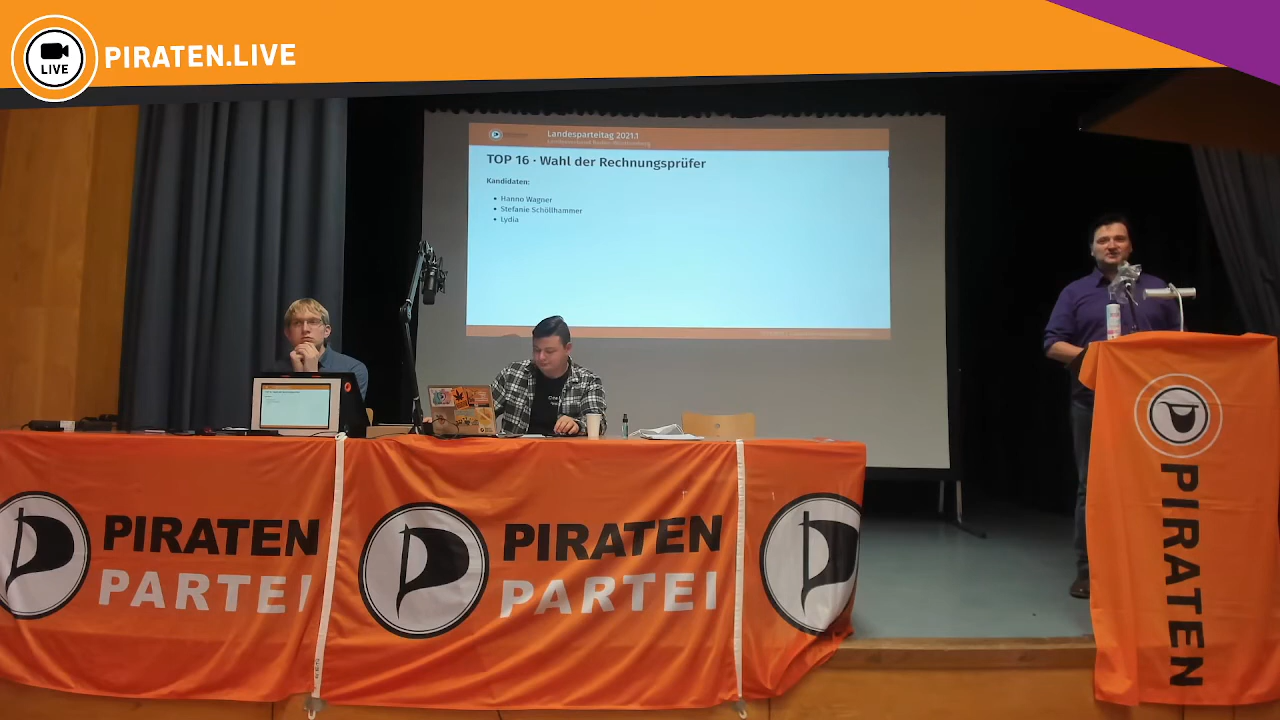 LIVE
PIRATEN.LIVE
Landesparteitag 2021.1
TOP 16 · Wahl der Rechnungsprüfer
Kandidaten:
• Hanno Wagner
• Stefanie Schöllhammer
• Lydia
PIRATEN
PARTEI
PIRATEN
PARTEI
PIRATEN